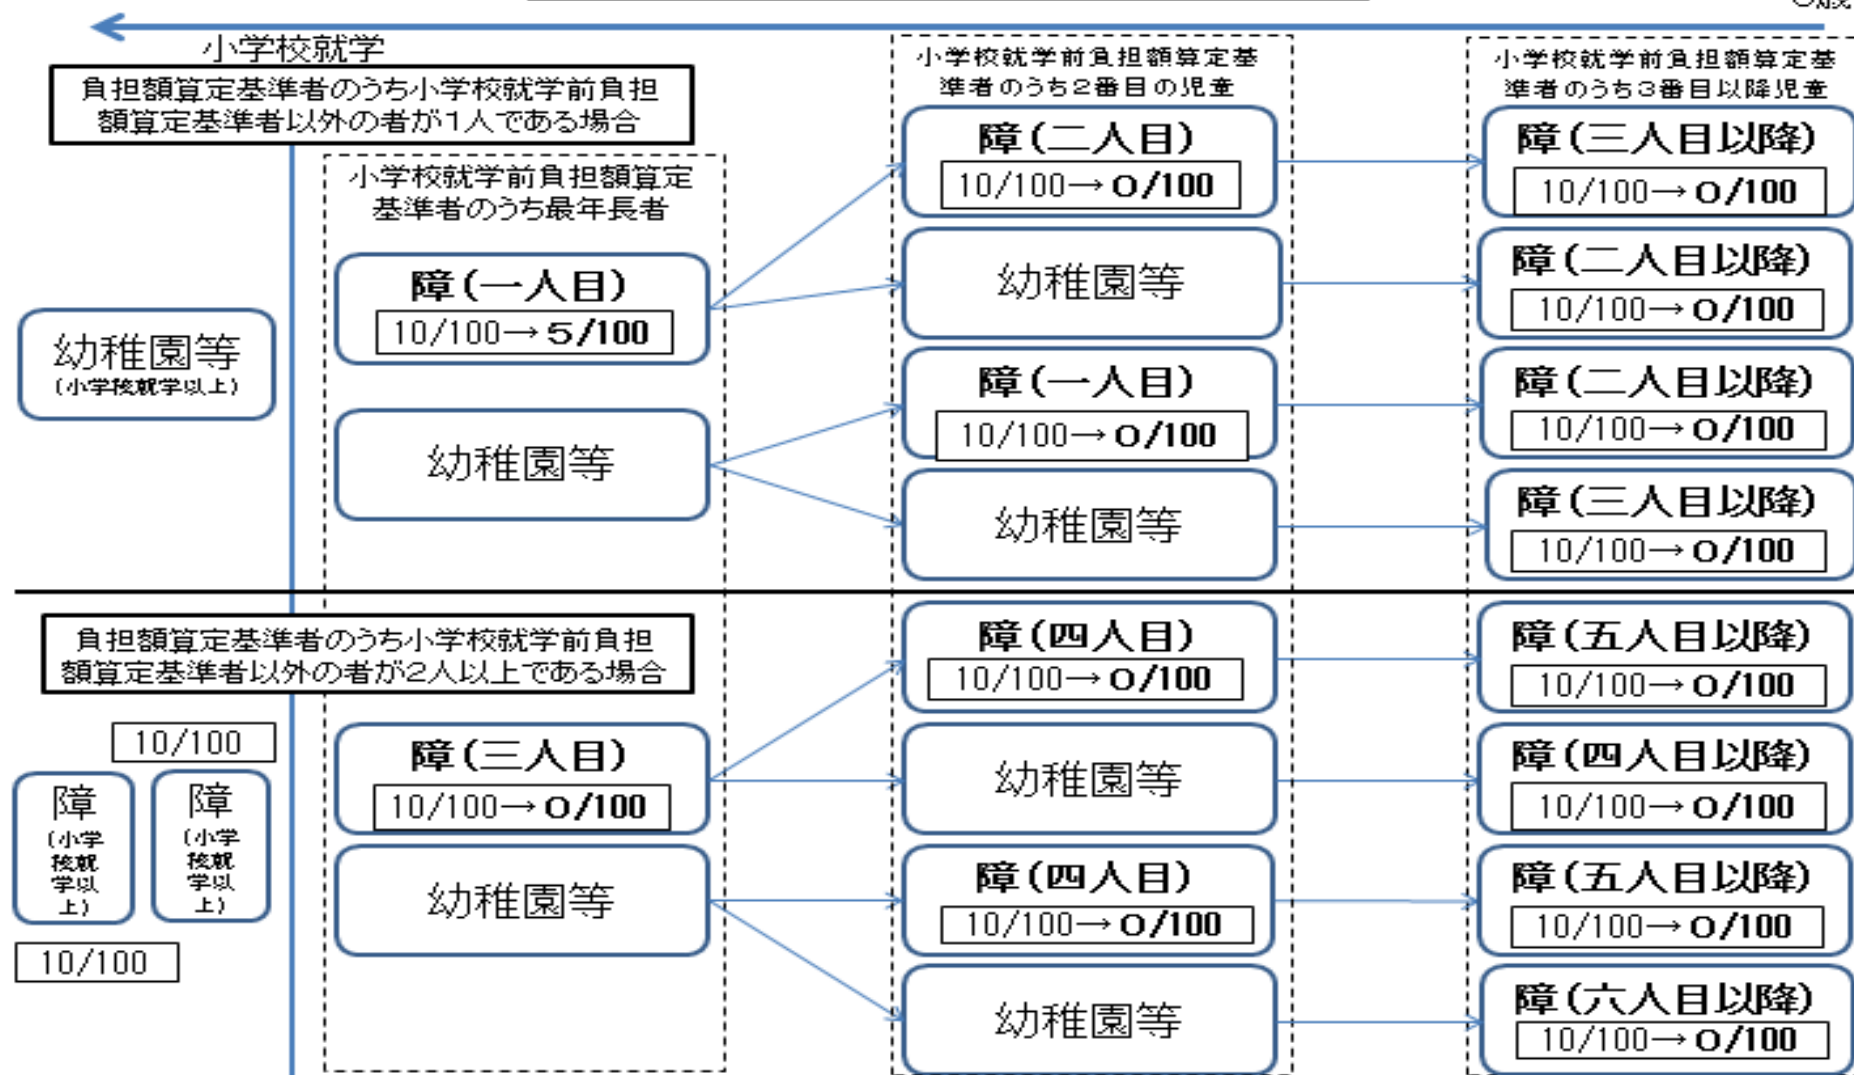 小学校就学
負担額算定基準者のうち小学校就学前負担
額算定基準者以外の者が1人である場合
小学校就学前負担額算定
基準者のうち最年長者
小学校就学前負担額算定基
準者のうち2番目の児童
小学校就学前負担額算定基
準者のうち3番目以降児童
幼稚園等
(小学校就学以上)
障(一人目)
10/100→5/100
幼稚園等
障(二人目)
10/100→0/100
幼稚園等
障(一人目)
10/100→0/100
幼稚園等
障(三人目以降)
10/100→0/100
障(二人目以降)
10/100→0/100
障(二人目以降)
10/100→0/100
障(三人目以降)
10/100→0/100
負担額算定基準者のうち小学校就学前負担
額算定基準者以外の者が2人以上である場合
10/100
障
(小学
校就
学以
上)
障
(小学
校就
学以
上)
10/100
障(三人目)
10/100→0/100
幼稚園等
障(四人目)
10/100→0/100
幼稚園等
障(四人目)
10/100→0/100
幼稚園等
障(五人目以降)
10/100→0/100
障(四人目以降)
10/100→0/100
障(五人目以降)
10/100→0/100
障(六人目以降)
10/100→0/100